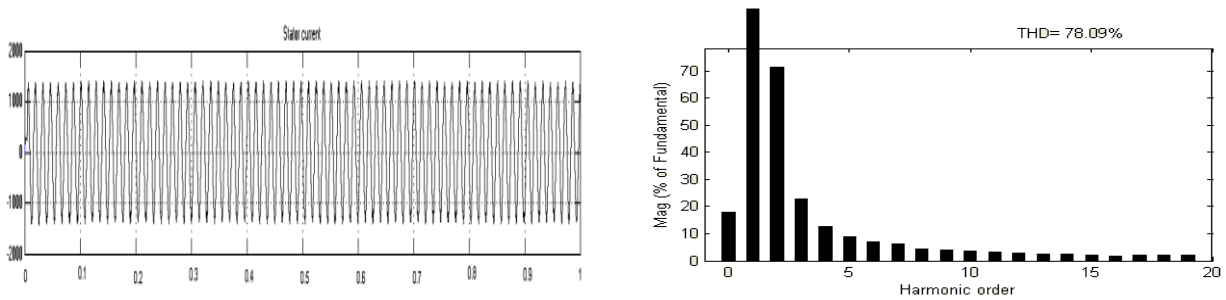 Stator current
2000
1000
0
-1000
-2000
0 0.1 0.2 0.3 0.4 0.5 0.6 0.7 0.8 0.9 1
THD= 78.09%
Mag (% of Fundamental)
70
60
50
40
30
20
10
0
0 5 10 15 20
Harmonic order